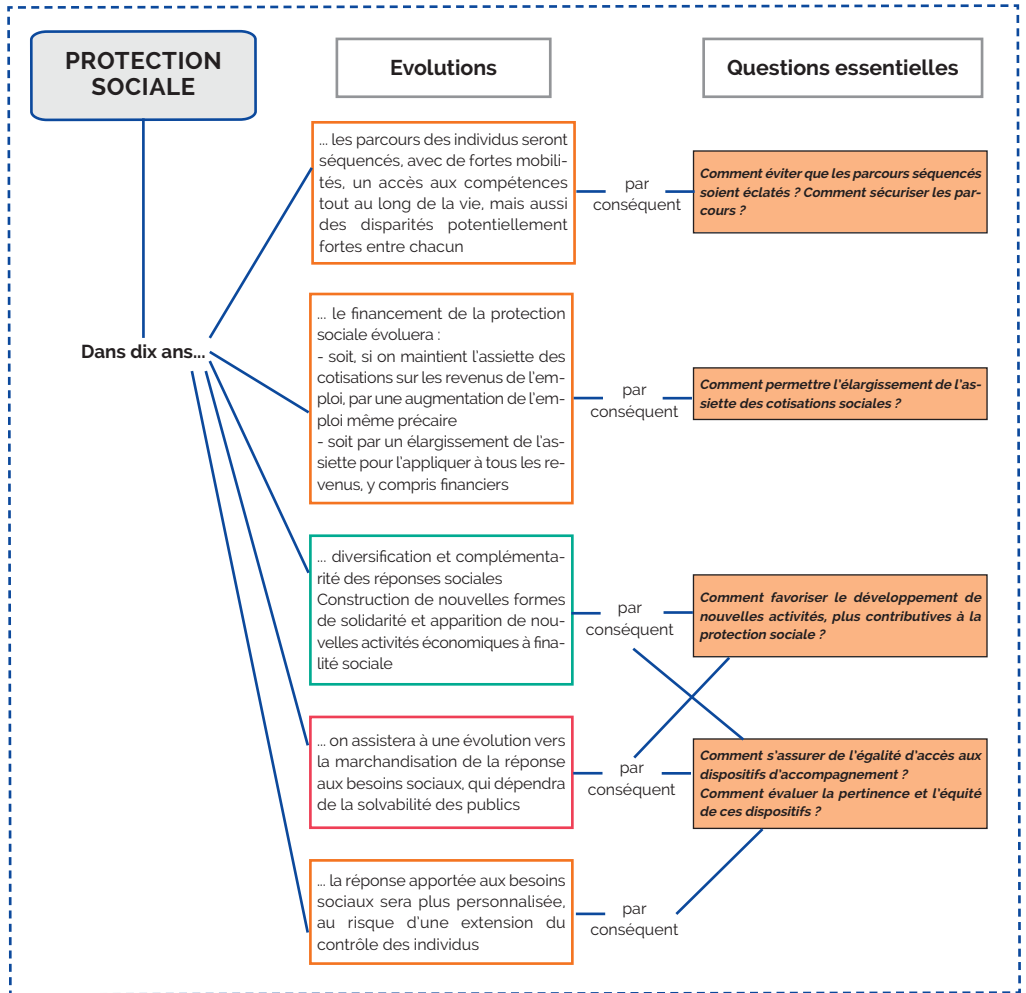 PROTECTION
SOCIALE
Evolutions
Questions essentielles
Dans dix ans...
... les parcours des individus seront
séquencés, avec de fortes mobili-
tés, un accès aux compétences
tout au long de la vie, mais aussi
des disparités potentiellement
fortes entre chacun
par
conséquent
Comment éviter que les parcours séquencés
soient éclatés ? Comment sécuriser les par-
cours ?
... le financement de la protection
sociale évoluera :
- soit, si on maintient l'assiette des
cotisations sur les revenus de l'em-
ploi, par une augmentation de l'em-
ploi même précaire
- soit par un élargissement de l'as-
siette pour l'appliquer à tous les re-
venus, y compris financiers
par
conséquent
Comment permettre l'élargissement de l'as-
siette des cotisations sociales ?
... diversification et complémenta-
rité des réponses sociales
Construction de nouvelles formes
de solidarité et apparition de nou-
velles activités économiques à fina-
lité sociale
par
conséquent
Comment favoriser le développement de
nouvelles activités, plus contributives à la
protection sociale ?
... on assistera à une évolution vers
la marchandisation de la réponse
aux besoins sociaux, qui dépendra
de la solvabilité des publics
par
conséquent
Comment s'assurer de l'égalité d'accès aux
dispositifs d'accompagnement ?
Comment évaluer la pertinence et l'équité
de ces dispositifs ?
... la réponse apportée aux besoins
sociaux sera plus personnalisée,
au risque d'une extension du
contrôle des individus
par
conséquent